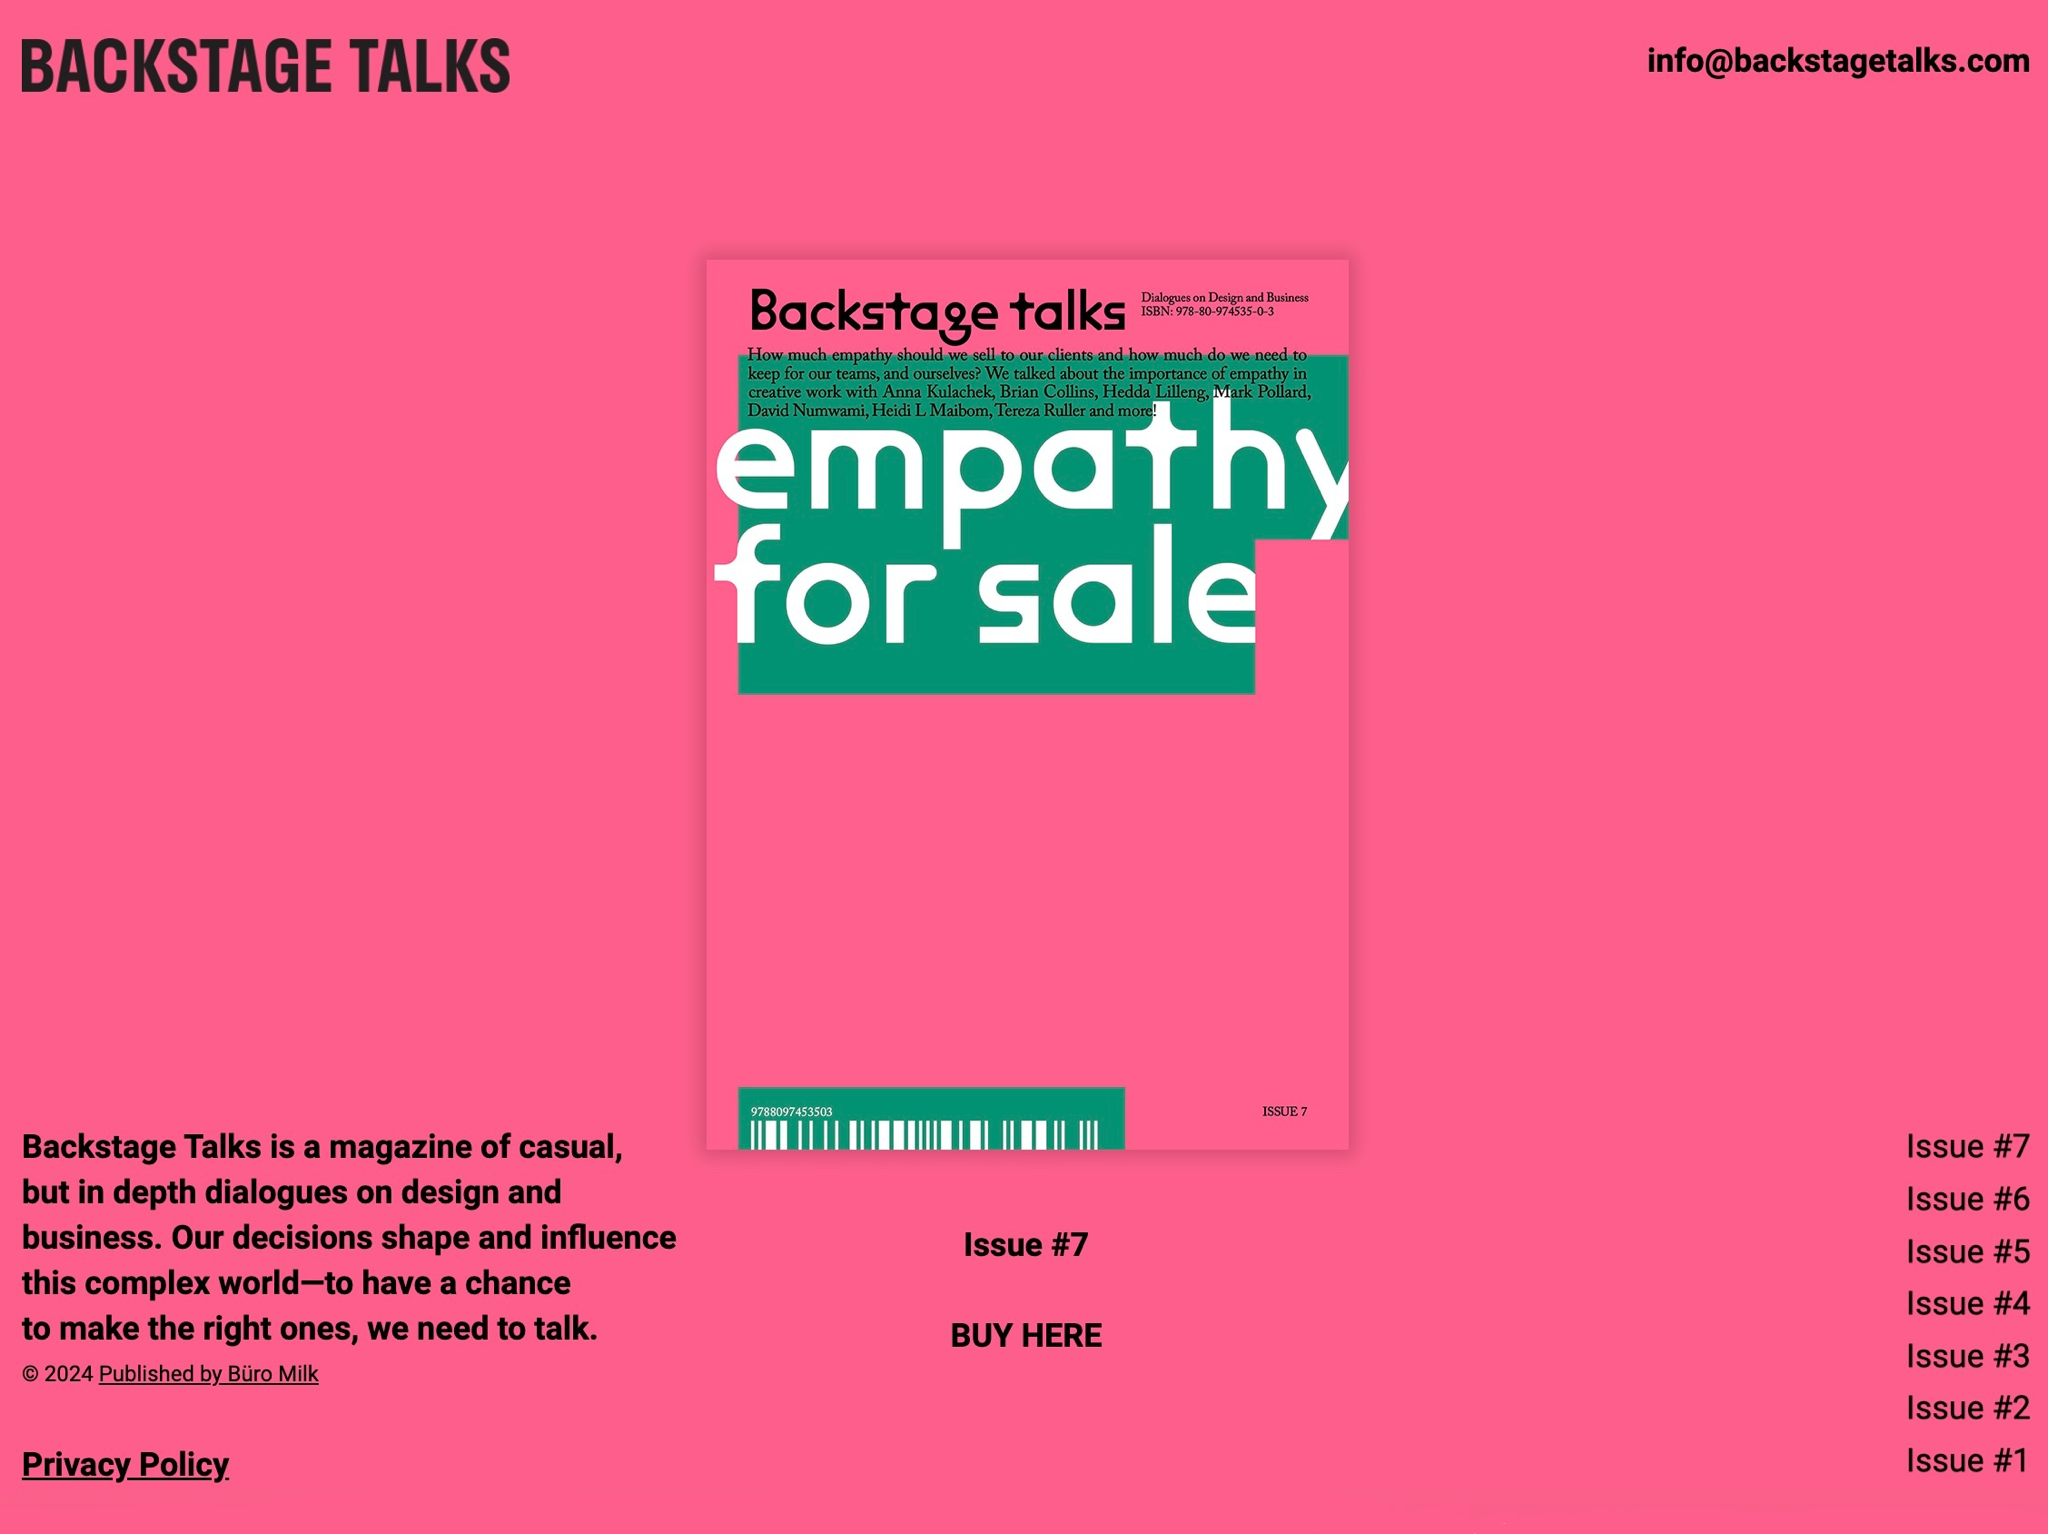 BACKSTAGE TALKS
info@backstagetalks.com
Backstage talks
Dialogues on Design and Business
ISBN: 978-80-974535-0-3
How much empathy should we sell to our clients and how much do we need to
keep for our teams, and ourselves? We talked about the importance of empathy in
creative work with Anna Kulachek, Brian Collins, Hedda Lilleng, Mark Pollard,
David Numwami, Heidi L Maibom, Tereza Ruller and more!
empathy
for sale
9788097453503
ISSUE 7
Backstage Talks is a magazine of casual,
but in depth dialogues on design and
business. Our decisions shape and influence
this complex world—to have a chance
to make the right ones, we need to talk.
© 2024 Published by Büro Milk
Privacy Policy
Issue #7
BUY HERE
Issue #7
Issue #6
Issue #5
Issue #4
Issue #3
Issue #2
Issue #1